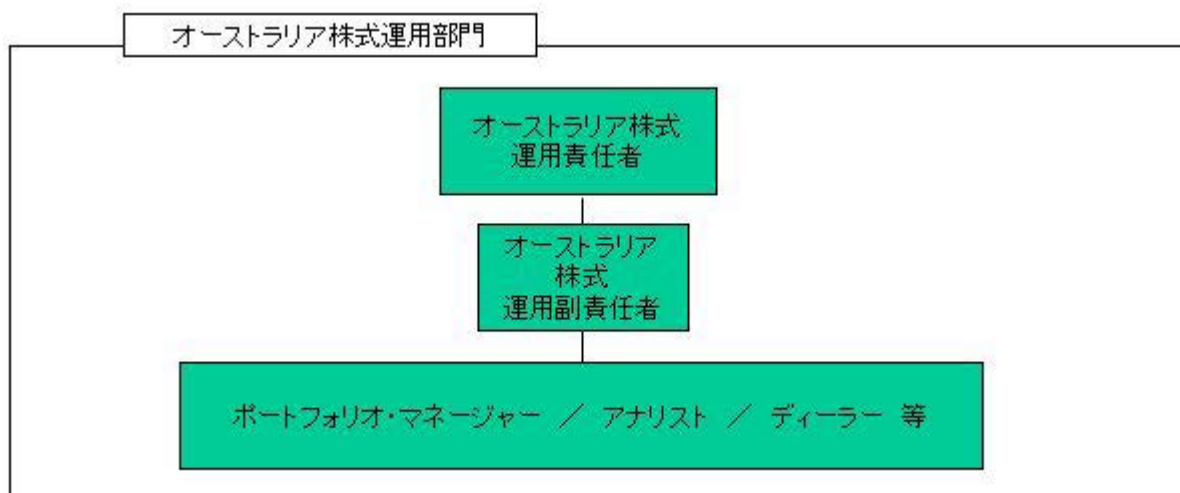 オーストラリア株式運用部門
オーストラリア株式
運用責任者
オーストラリア
株式
運用副責任者
ポートフォリオ・マネージャー ／ アナリスト ／ ディーラー 等